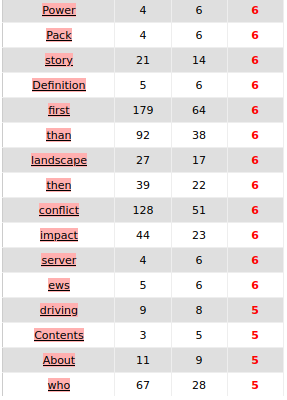 Power 4 6 6
Pack 4 6 6
story 21 14 6
Definition 5 6 6
first 179 64 6
than 92 38 6
landscape 27 17 6
then 39 22 6
conflict 128 51 6
impact 44 23 6
server 4 6 6
ews 5 6 6
driving 9 8 5
Contents 3 5 5
About 11 9 5
who 67 28 5